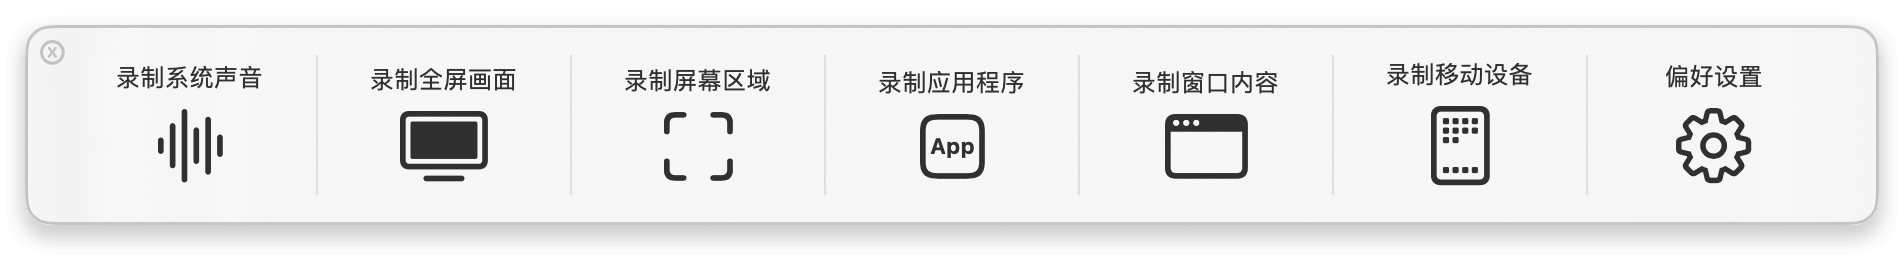 录制系统声音
录制全屏画面
录制屏幕区域
录制应用程序
App
录制窗口内容
录制移动设备
偏好设置